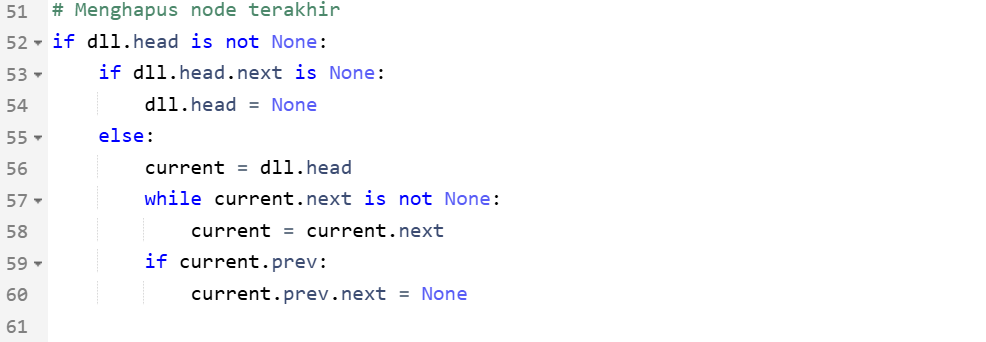 51 # Menghapus node terakhir
52 if dll.head is not None:
53     if dll.head.next is None:
54         dll.head = None
55     else:
56         current = dll.head
57         while current.next is not None:
58             current = current.next
59         if current.prev:
60             current.prev.next = None
61